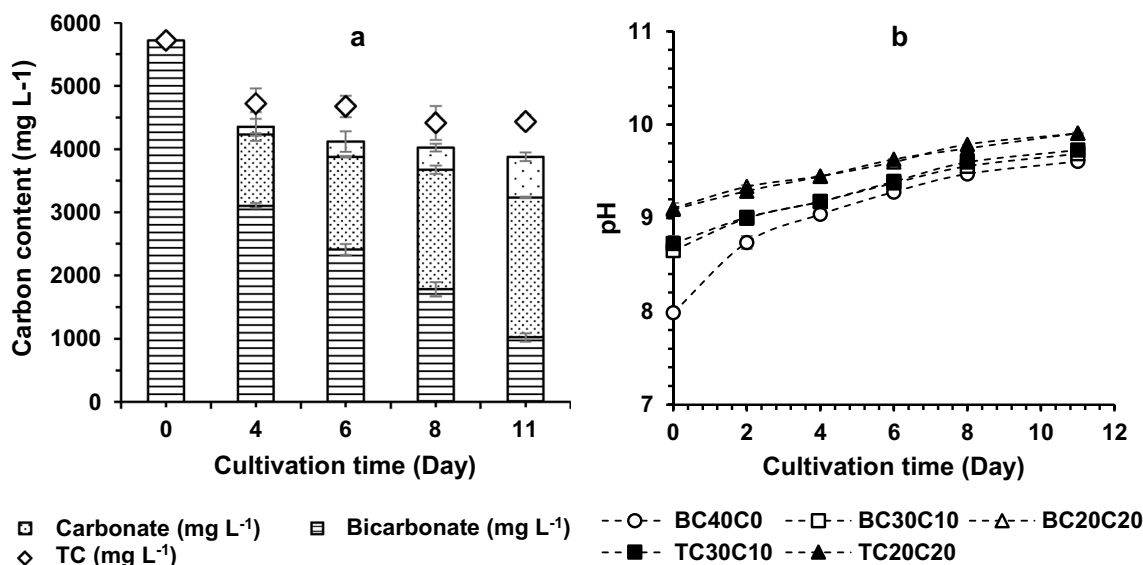 a
Carbon content (mg L-1)
6000
5000
4000
3000
2000
1000
0
0 4 6 8 11
Cultivation time (Day)
Carbonate (mg L-1) Bicarbonate (mg L-1)
TC (mg L-1)
b
pH
11
10
9
8
7
0 2 4 6 8 10 12
Cultivation time (Day)
BC40C0 BC30C10 BC20C20
TC30C10 TC20C20